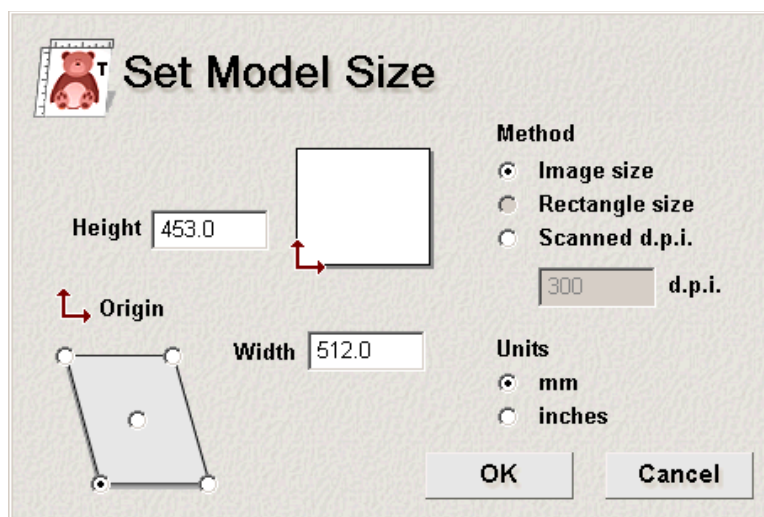 T
Set Model Size
Method
Image size
Rectangle size
Height 453.0
Scanned d.p.i.
300 d.p.i.
Origin
Width 512.0
Units
mm
inches
OK
Cancel